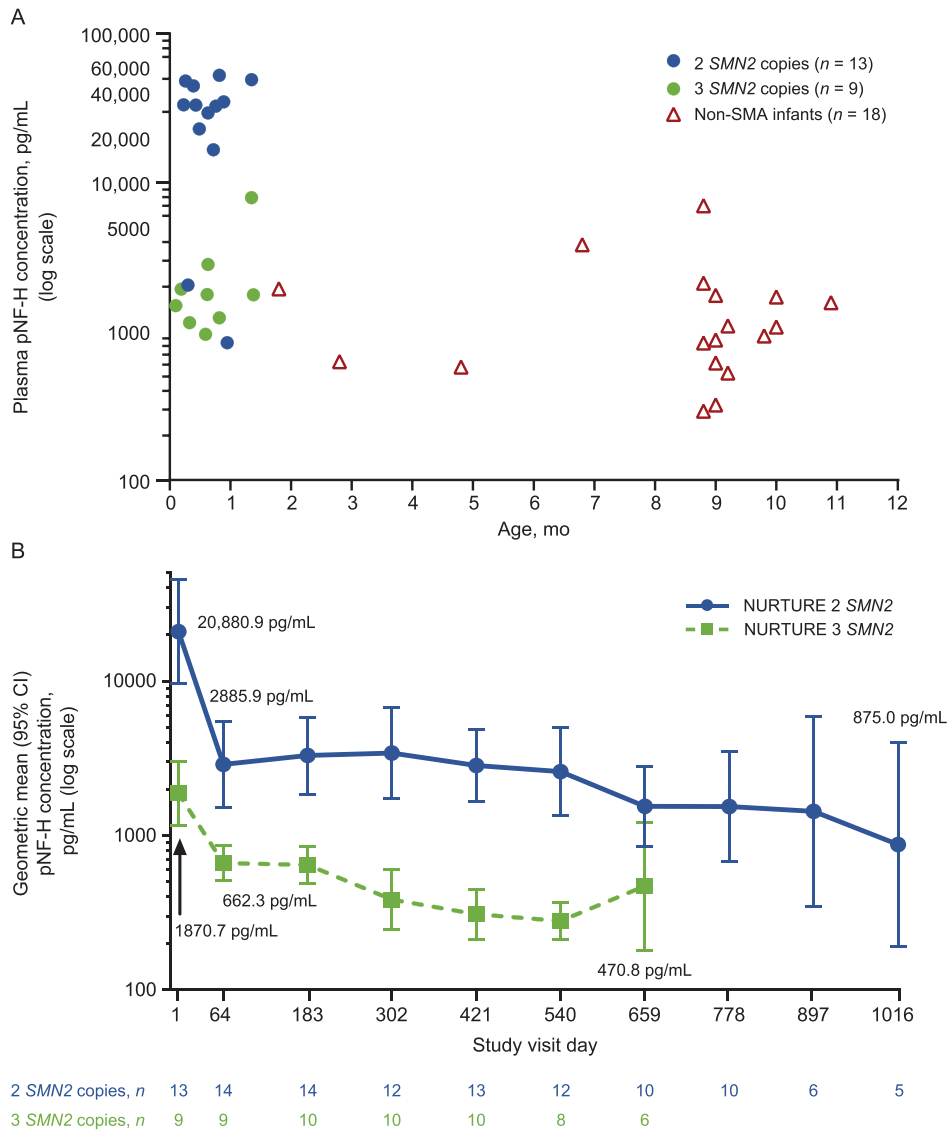 A
100,000
60,000
40,000
20,000
10,000
5000
1000
100
Plasma pNF-H concentration, pg/mL
(log scale)
2 SMN2 copies (n = 13)
3 SMN2 copies (n = 9)
Non-SMA infants (n = 18)
0 1 2 3 4 5 6 7 8 9 10 11 12
Age, mo
B
Geometric mean (95% CI)
pNF-H concentration,
pg/mL (log scale)
10000
1000
100
NURTURE 2 SMN2
NURTURE 3 SMN2
20,880.9 pg/mL
2885.9 pg/mL
875.0 pg/mL
662.3 pg/mL
1870.7 pg/mL
470.8 pg/mL
1 64 183 302 421 540 659 778 897 1016
Study visit day
2 SMN2 copies, n 13 14 14 12 13 12 10 10 6 5
3 SMN2 copies, n 9 9 10 10 10 8 6